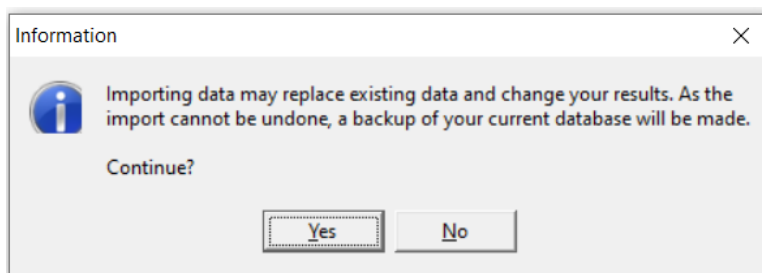 Information
Importing data may replace existing data and change your results. As the
import cannot be undone, a backup of your current database will be made.
Continue?
Yes
No